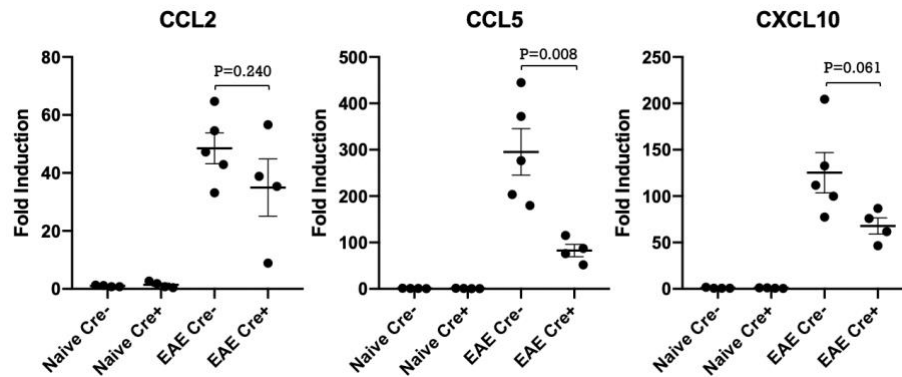 CCL2
CCL5
CXCL10
Fold Induction
80
60
40
20
0
P=0.240
Naive Cre-
Naive Cre+
EAE Cre-
EAE Cre+
Fold Induction
500
400
300
200
100
0
P=0.008
Naive Cre-
Naive Cre+
EAE Cre-
EAE Cre+
Fold Induction
250
200
150
100
50
0
P=0.061
Naive Cre-
Naive Cre+
EAE Cre-
EAE Cre+